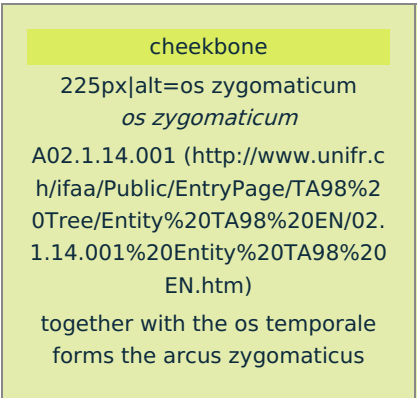 cheekbone
225px|alt=os zygomaticum
os zygomaticum
A02.1.14.001 (http://www.unifr.c
h/ifaa/Public/EntryPage/TA98%2
0Tree/Entity%20TA98%20EN/02.
1.14.001%20Entity%20TA98%20
EN.htm)
together with the os temporale
forms the arcus zygomaticus